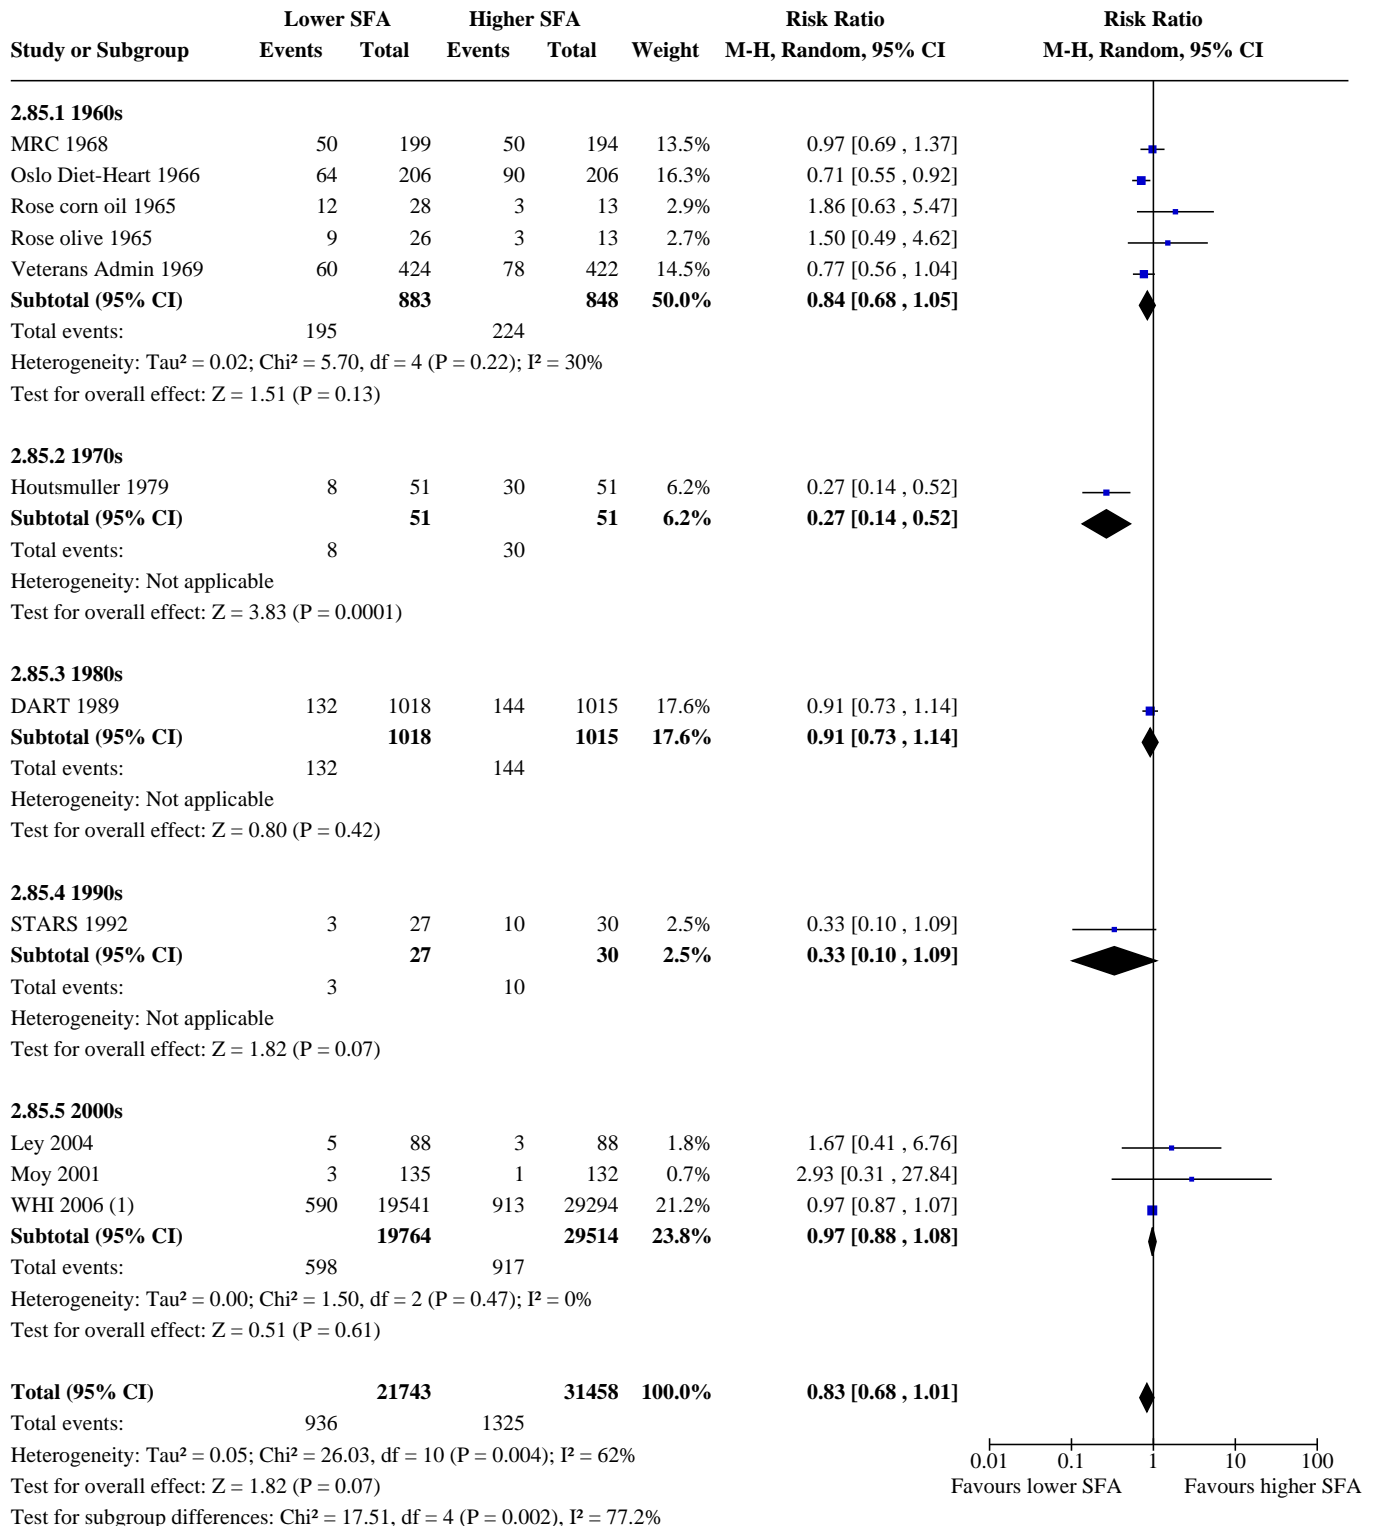 Lower SFA Higher SFA Risk Ratio Risk Ratio
Study or Subgroup Events Total Events Total Weight M-H, Random, 95% CI M-H, Random, 95% CI
2.85.1 1960s
MRC 1968 50 199 50 194 13.5% 0.97 [0.69 , 1.37]
Oslo Diet-Heart 1966 64 206 90 206 16.3% 0.71 [0.55 , 0.92]
Rose corn oil 1965 12 28 3 13 2.9% 1.86 [0.63 , 5.47]
Rose olive 1965 9 26 3 13 2.7% 1.50 [0.49 , 4.62]
Veterans Admin 1969 60 424 78 422 14.5% 0.77 [0.56 , 1.04]
Subtotal (95% CI) 883 848 50.0% 0.84 [0.68 , 1.05]
Total events: 195 224
Heterogeneity: Tau² = 0.02; Chi² = 5.70, df = 4 (P = 0.22); I² = 30%
Test for overall effect: Z = 1.51 (P = 0.13)
2.85.2 1970s
Houtsmuller 1979 8 51 30 51 6.2% 0.27 [0.14 , 0.52]
Subtotal (95% CI) 51 51 6.2% 0.27 [0.14 , 0.52]
Total events: 8 30
Heterogeneity: Not applicable
Test for overall effect: Z = 3.83 (P = 0.0001)
2.85.3 1980s
DART 1989 132 1018 144 1015 17.6% 0.91 [0.73 , 1.14]
Subtotal (95% CI) 1018 1015 17.6% 0.91 [0.73 , 1.14]
Total events: 132 144
Heterogeneity: Not applicable
Test for overall effect: Z = 0.80 (P = 0.42)
2.85.4 1990s
STARS 1992 3 27 10 30 2.5% 0.33 [0.10 , 1.09]
Subtotal (95% CI) 27 30 2.5% 0.33 [0.10 , 1.09]
Total events: 3 10
Heterogeneity: Not applicable
Test for overall effect: Z = 1.82 (P = 0.07)
2.85.5 2000s
Ley 2004 5 88 3 88 1.8% 1.67 [0.41 , 6.76]
Moy 2001 3 135 1 132 0.7% 2.93 [0.31 , 27.84]
WHI 2006 (1) 590 19541 913 29294 21.2% 0.97 [0.87 , 1.07]
Subtotal (95% CI) 19764 29514 23.8% 0.97 [0.88 , 1.08]
Total events: 598 917
Heterogeneity: Tau² = 0.00; Chi² = 1.50, df = 2 (P = 0.47); I² = 0%
Test for overall effect: Z = 0.51 (P = 0.61)
Total (95% CI) 21743 31458 100.0% 0.83 [0.68 , 1.01]
Total events: 936 1325
Heterogeneity: Tau² = 0.05; Chi² = 26.03, df = 10 (P = 0.004); I² = 62% 0.01 0.1 1 10 100
Test for overall effect: Z = 1.82 (P = 0.07) Favours lower SFA Favours higher SFA
Test for subgroup differences: Chi² = 17.51, df = 4 (P = 0.002), I² = 77.2%